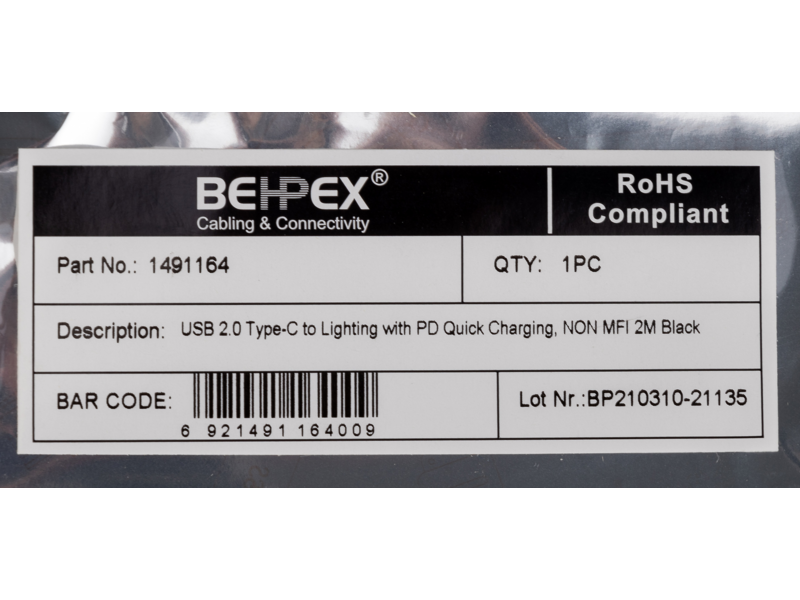 BEHPEX®
Cabling & Connectivity
RoHS
Compliant
Part No.: 1491164
QTY: 1PC
Description: USB 2.0 Type-C to Lighting with PD Quick Charging, NON MFI 2M Black
BAR CODE:
6 921491 164009
Lot Nr.:BP210310-21135